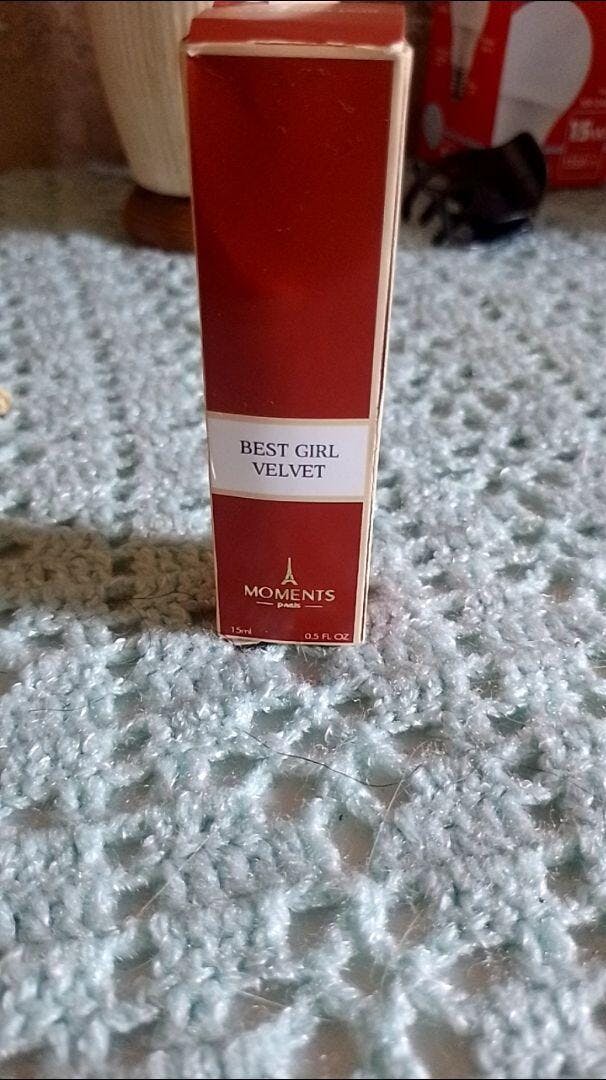 BEST GIRL
VELVET
MOMENTS
paris
15ml 0.5 FL OZ